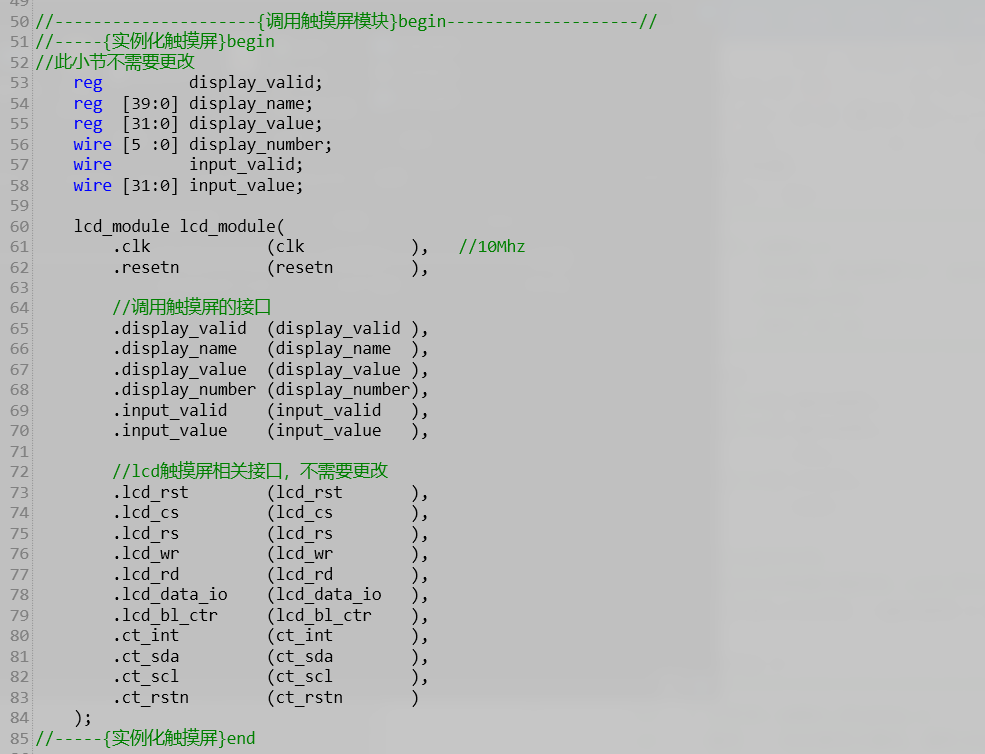 50 //---------------------{调用触摸屏模块}begin--------------------//
51 //-----{实例化触摸屏}begin
52 //此小节不需要更改
53     reg         display_valid;
54     reg  [39:0] display_name;
55     reg  [31:0] display_value;
56     wire [5 :0] display_number;
57     wire        input_valid;
58     wire [31:0] input_value;
59
60     lcd_module lcd_module(
61         .clk            (clk           ),   //10Mhz
62         .resetn         (resetn        ),
63
64         //调用触摸屏的接口
65         .display_valid  (display_valid ),
66         .display_name   (display_name  ),
67         .display_value  (display_value ),
68         .display_number (display_number),
69         .input_valid    (input_valid   ),
70         .input_value    (input_value   ),
71
72         //lcd触摸屏相关接口，不需要更改
73         .lcd_rst        (lcd_rst       ),
74         .lcd_cs         (lcd_cs        ),
75         .lcd_rs         (lcd_rs        ),
76         .lcd_wr         (lcd_wr        ),
77         .lcd_rd         (lcd_rd        ),
78         .lcd_data_io    (lcd_data_io   ),
79         .lcd_bl_ctr     (lcd_bl_ctr    ),
80         .ct_int         (ct_int        ),
81         .ct_sda         (ct_sda        ),
82         .ct_scl         (ct_scl        ),
83         .ct_rstn        (ct_rstn       )
84     );
85 //-----{实例化触摸屏}end